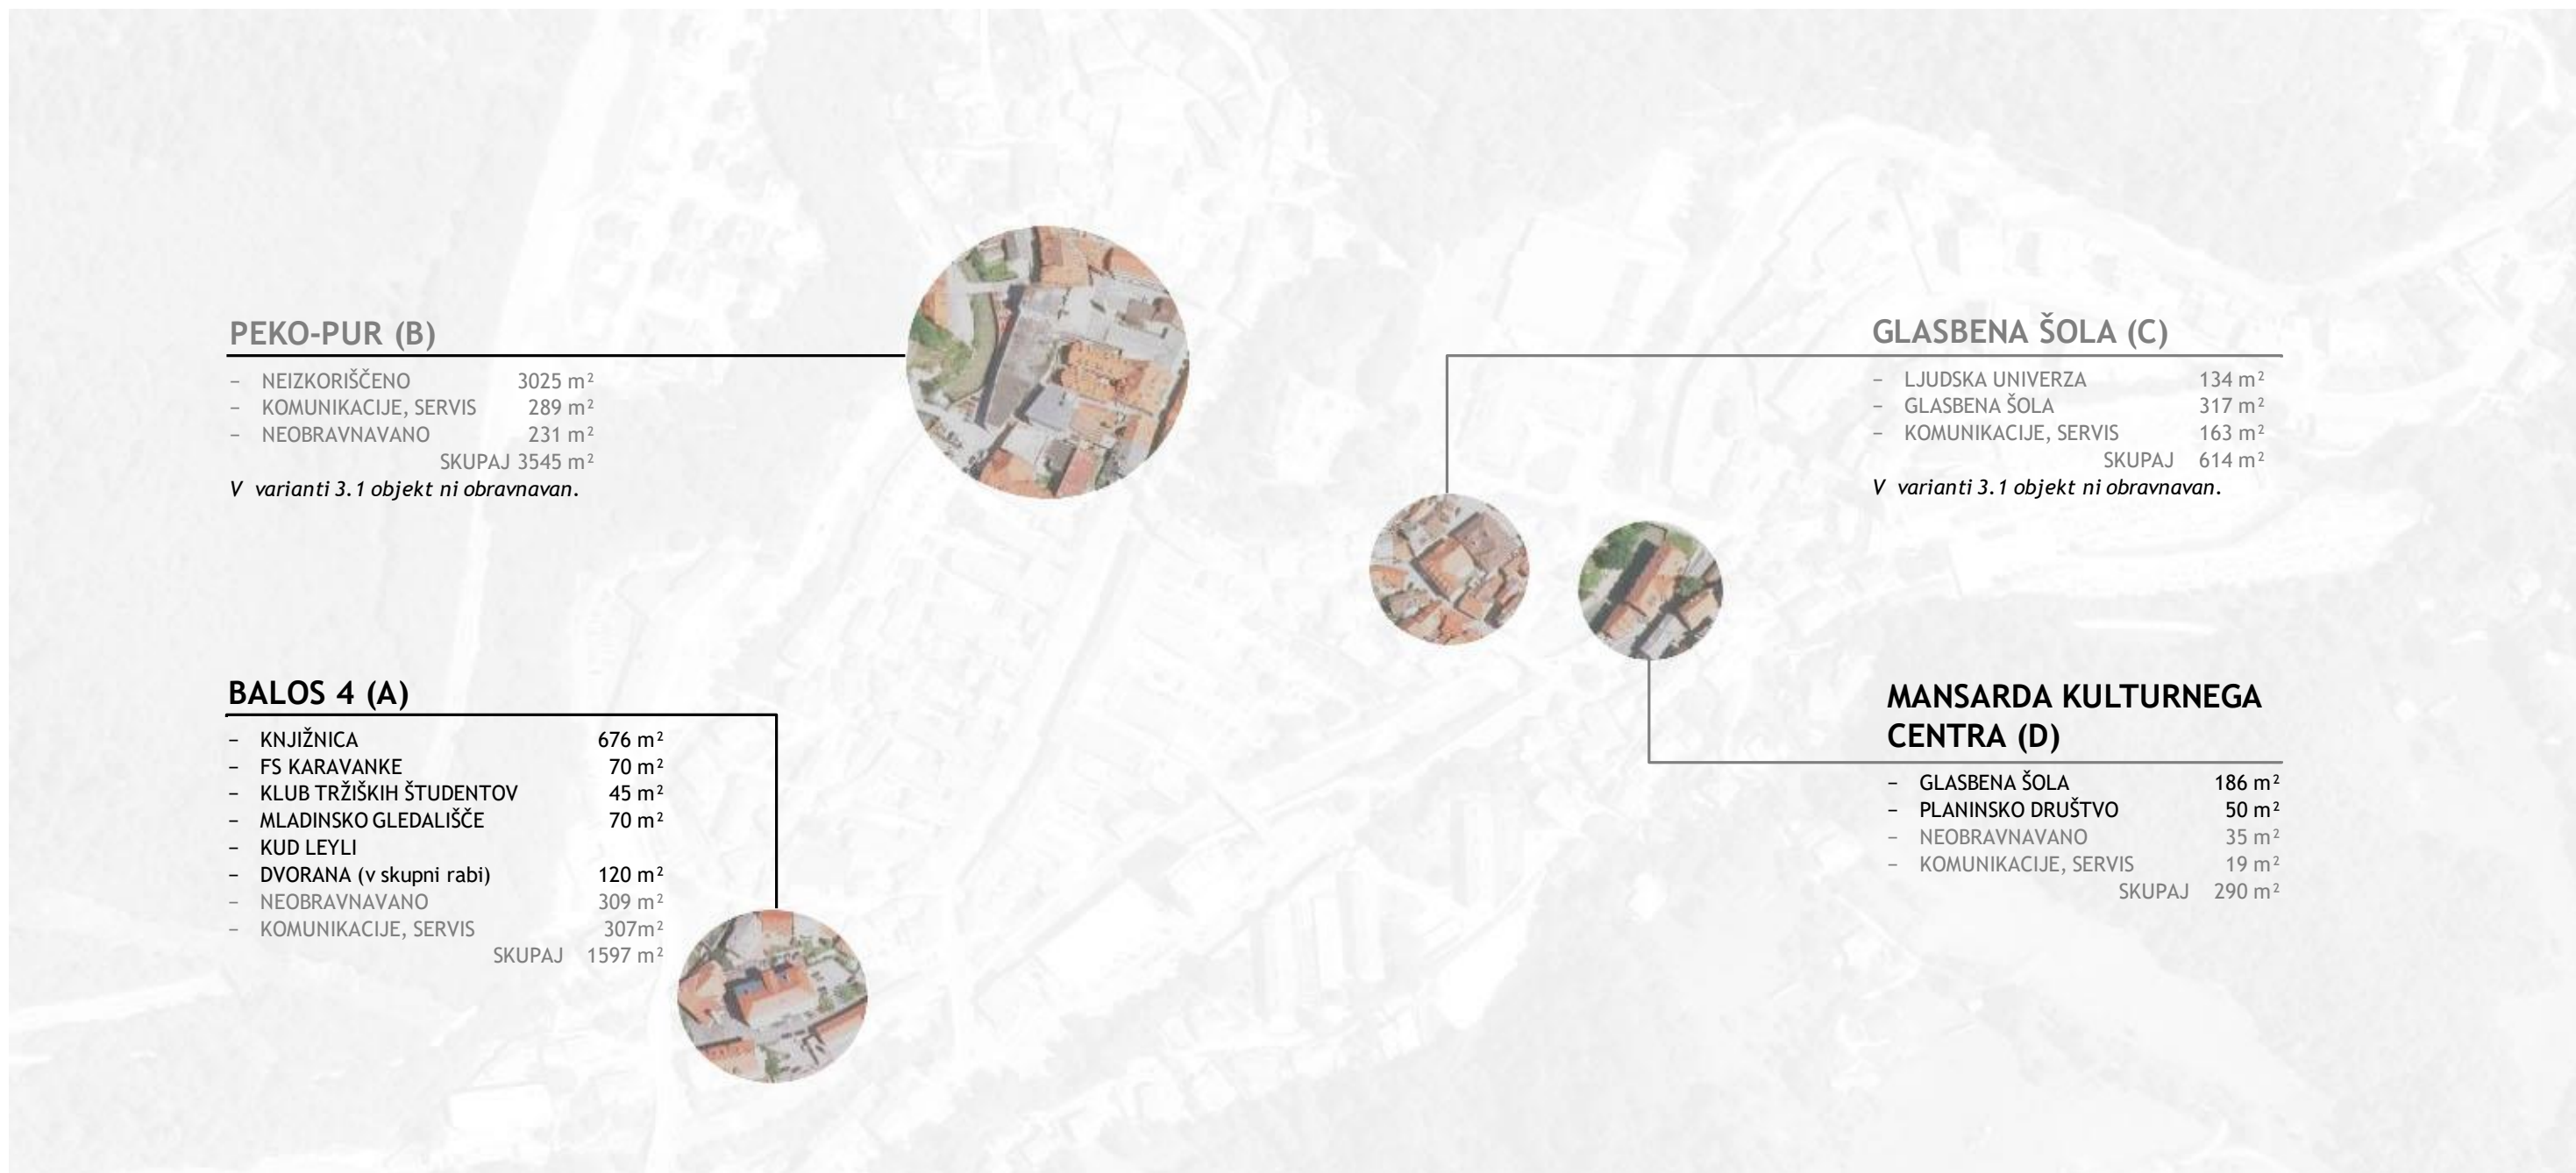 PEKO-PUR (B)
– NEIZKORIŠČENO 3025 m²
– KOMUNIKACIJE, SERVIS 289 m²
– NEOBRAVNAVANO 231 m²
SKUPAJ 3545 m²
V varianti 3.1 objekt ni obravnavan.
GLASBENA ŠOLA (C)
– LJUDSKA UNIVERZA 134 m²
– GLASBENA ŠOLA 317 m²
– KOMUNIKACIJE, SERVIS 163 m²
SKUPAJ 614 m²
V varianti 3.1 objekt ni obravnavan.
BALOS 4 (A)
– KNJIŽNICA 676 m²
– FS KARAVANKE 70 m²
– KLUB TRŽIŠKIH ŠTUDENTOV 45 m²
– MLADINSKO GLEDALIŠČE 70 m²
– KUD LEYLI
– DVORANA (v skupni rabi) 120 m²
– NEOBRAVNAVANO 309 m²
– KOMUNIKACIJE, SERVIS 307m²
SKUPAJ 1597 m²
MANSARDA KULTURNEGA
CENTRA (D)
– GLASBENA ŠOLA 186 m²
– PLANINSKO DRUŠTVO 50 m²
– NEOBRAVNAVANO 35 m²
– KOMUNIKACIJE, SERVIS 19 m²
SKUPAJ 290 m²